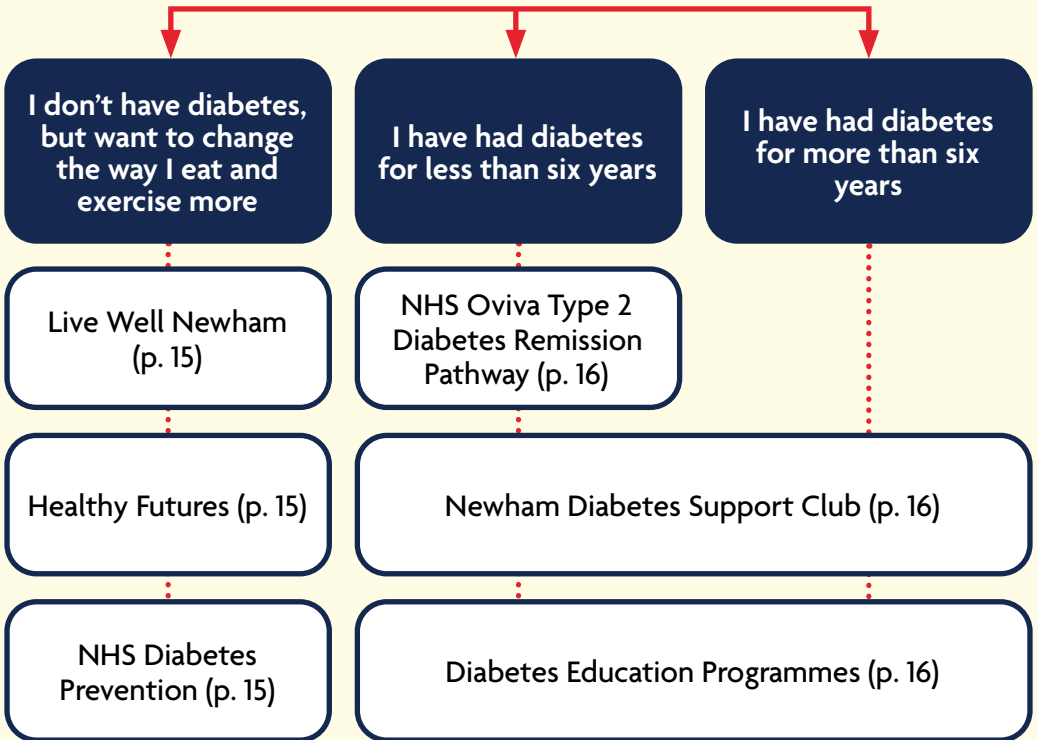 I don’t have diabetes,
but want to change
the way I eat and
exercise more
I have had diabetes
for less than six years
I have had diabetes
for more than six
years
Live Well Newham
(p. 15)
NHS Oviva Type 2
Diabetes Remission
Pathway (p. 16)
Healthy Futures (p. 15)
Newham Diabetes Support Club (p. 16)
NHS Diabetes
Prevention (p. 15)
Diabetes Education Programmes (p. 16)